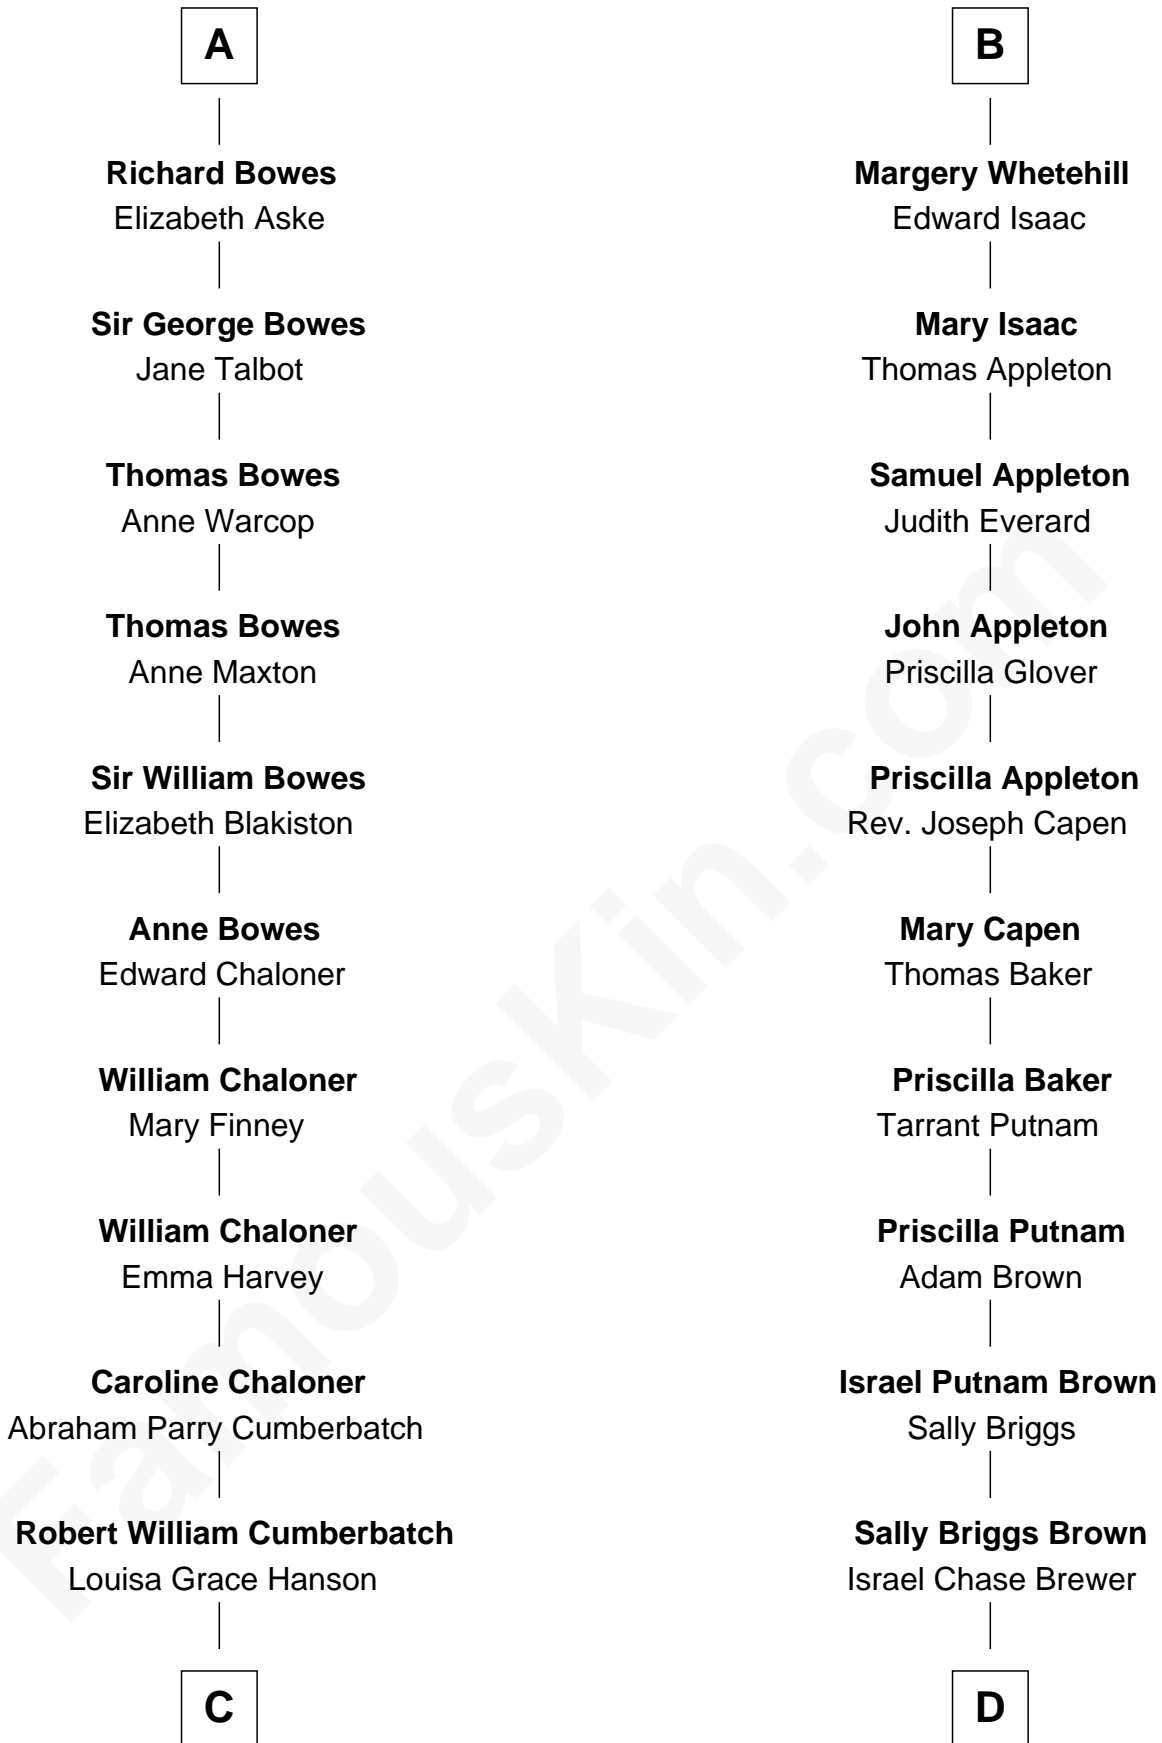 A
Richard Bowes
Elizabeth Aske
Sir George Bowes
Jane Talbot
Thomas Bowes
Anne Warcop
Thomas Bowes
Anne Maxton
Sir William Bowes
Elizabeth Blakiston
Anne Bowes
Edward Chaloner
William Chaloner
Mary Finney
William Chaloner
Emma Harvey
Caroline Chaloner
Abraham Parry Cumberbatch
Robert William Cumberbatch
Louisa Grace Hanson
C
B
Margery Whetehill
Edward Isaac
Mary Isaac
Thomas Appleton
Samuel Appleton
Judith Everard
John Appleton
Priscilla Glover
Priscilla Appleton
Rev. Joseph Capen
Mary Capen
Thomas Baker
Priscilla Baker
Tarrant Putnam
Priscilla Putnam
Adam Brown
Israel Putnam Brown
Sally Briggs
Sally Briggs Brown
Israel Chase Brewer
D
FamousKin.com